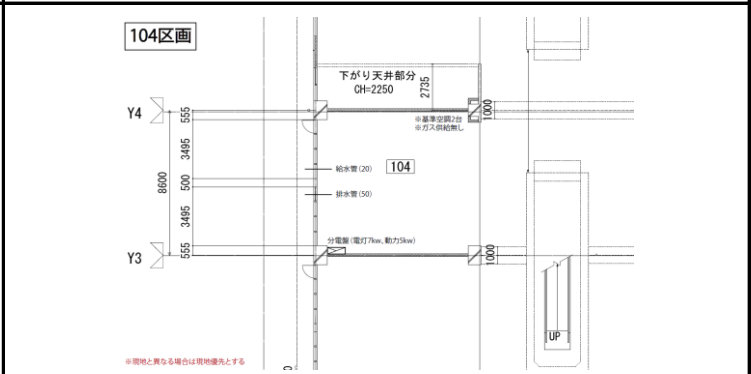 104区画
下がり天井部分
CH=2250
2735
Y4
555
1000
※基準空調2台
※ガス供給無し
3495
給水管(20)
104
8600
500
排水管(50)
3495
分電盤(電灯7kw、動力5kw)
555
1000
Y3
UP
※現地と異なる場合は現地優先とする